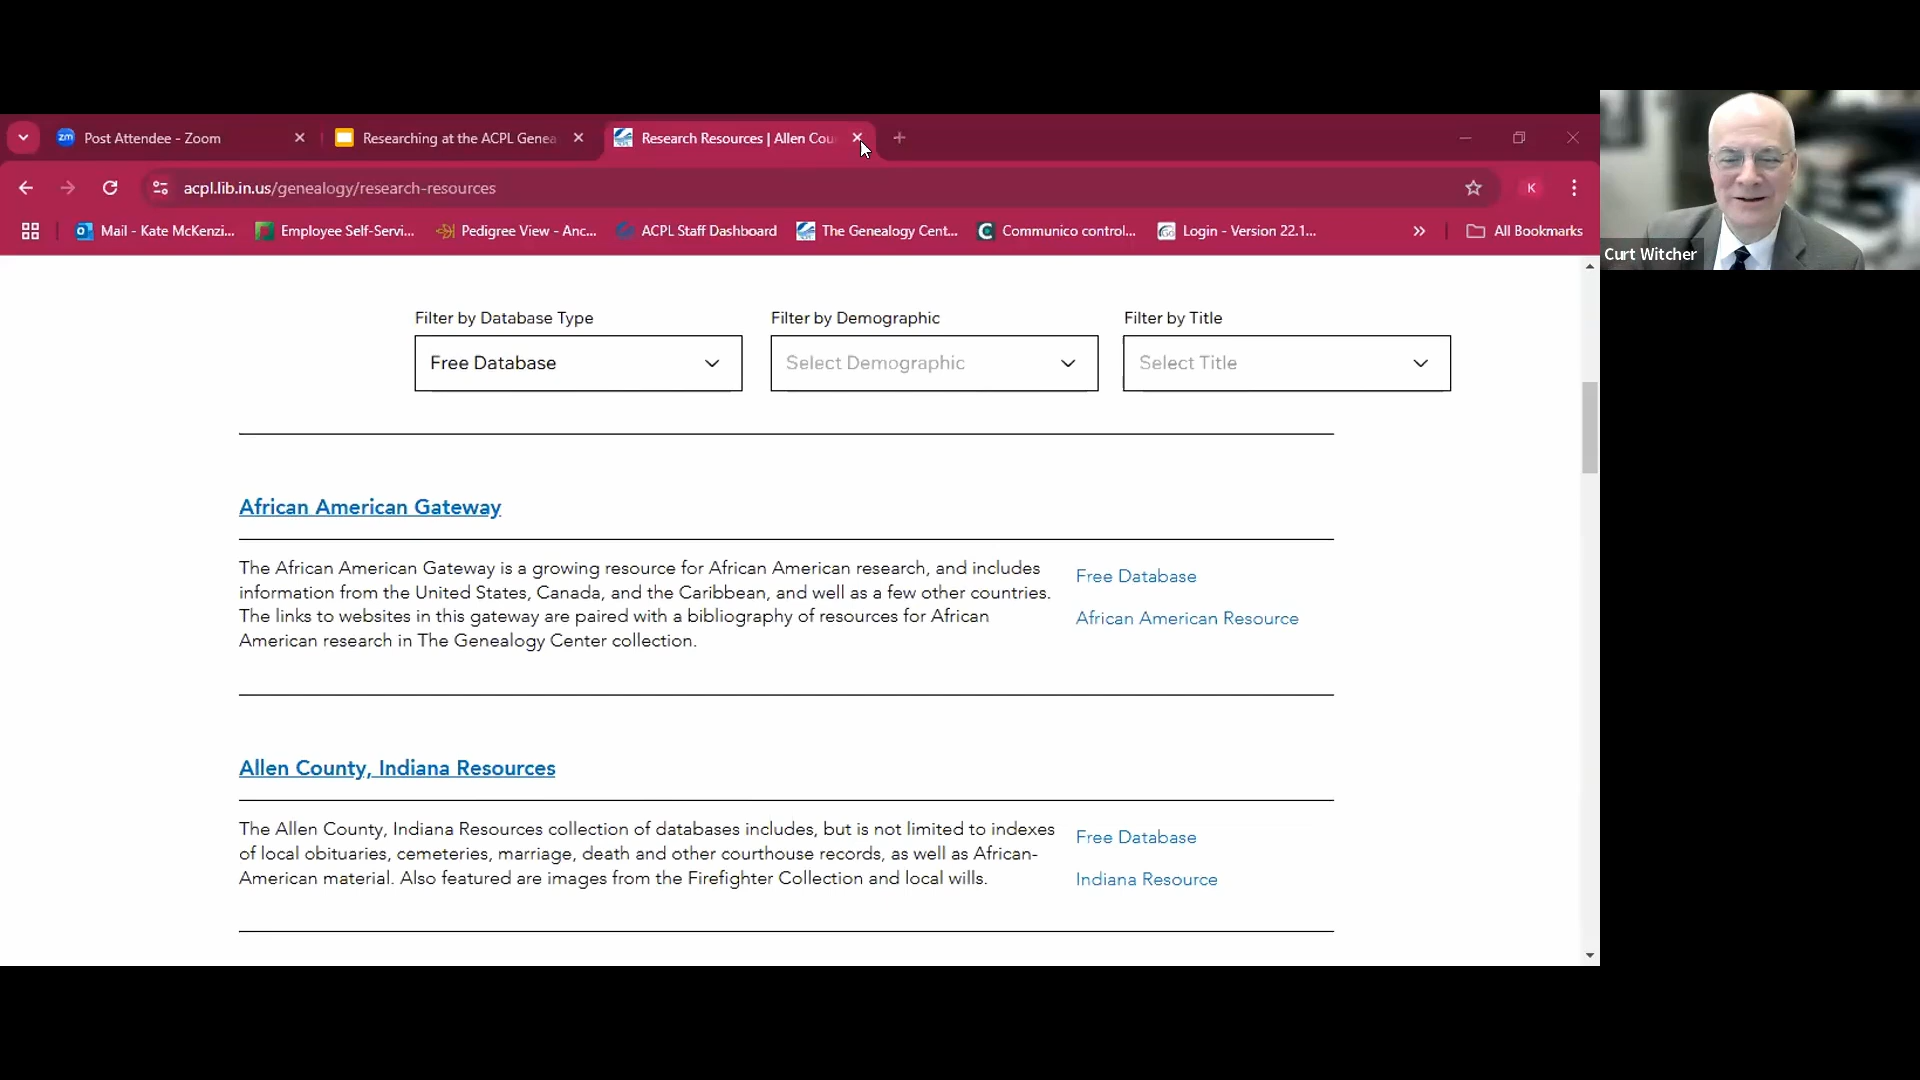 Post Attendee - Zoom
Researching at the ACPL Genea
Research Resources | Allen Cou
acpl.lib.in.us/genealogy/research-resources
K
Mail - Kate McKenzi...
Employee Self-Servi...
Pedigree View - Anc...
ACPL Staff Dashboard
The Genealogy Cent...
Communico control...
Login - Version 22.1...
All Bookmarks
Curt Witcher
Filter by Database Type
Filter by Demographic
Filter by Title
Free Database
Select Demographic
Select Title
African American Gateway
The African American Gateway is a growing resource for African American research, and includes
information from the United States, Canada, and the Caribbean, and well as a few other countries.
The links to websites in this gateway are paired with a bibliography of resources for African
American research in The Genealogy Center collection.
Free Database
African American Resource
Allen County, Indiana Resources
The Allen County, Indiana Resources collection of databases includes, but is not limited to indexes
of local obituaries, cemeteries, marriage, death and other courthouse records, as well as African-
American material. Also featured are images from the Firefighter Collection and local wills.
Free Database
Indiana Resource